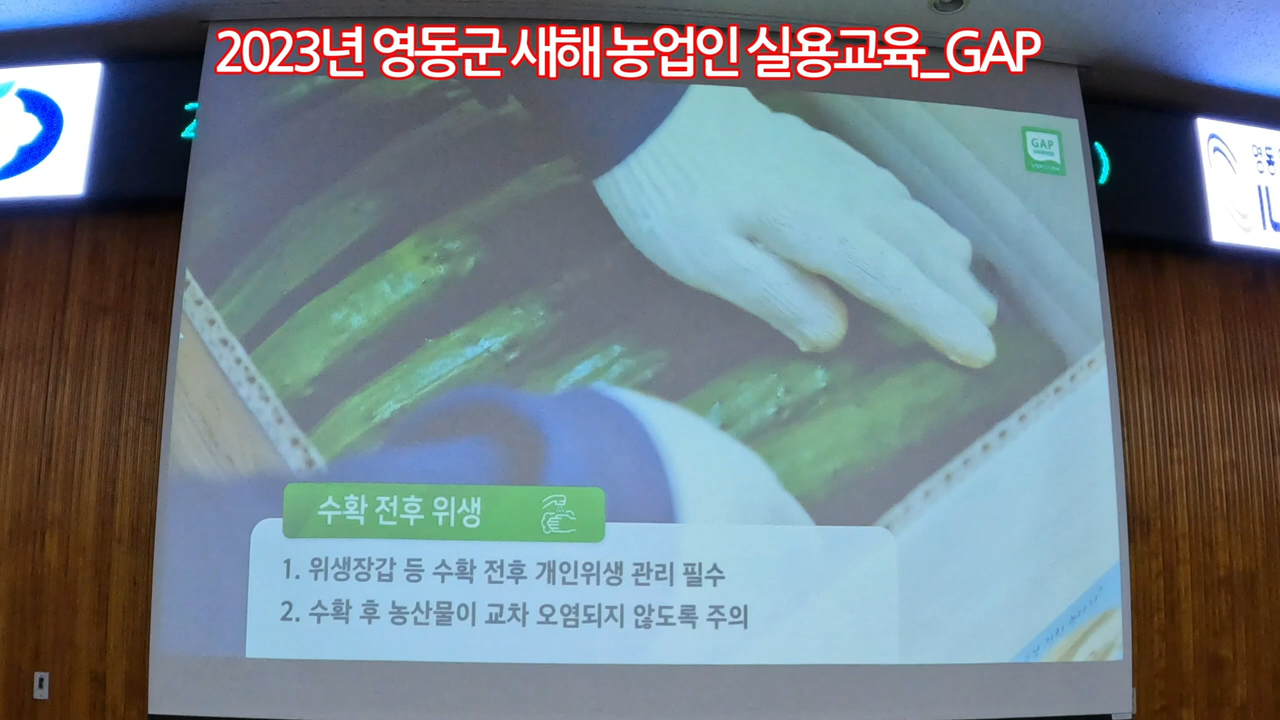 2023년 영동군 새해 농업인 실용교육_GAP
GAP
영동
수확 전후 위생
1. 위생장갑 등 수확 전후 개인위생 관리 필수
2. 수확 후 농산물이 교차 오염되지 않도록 주의